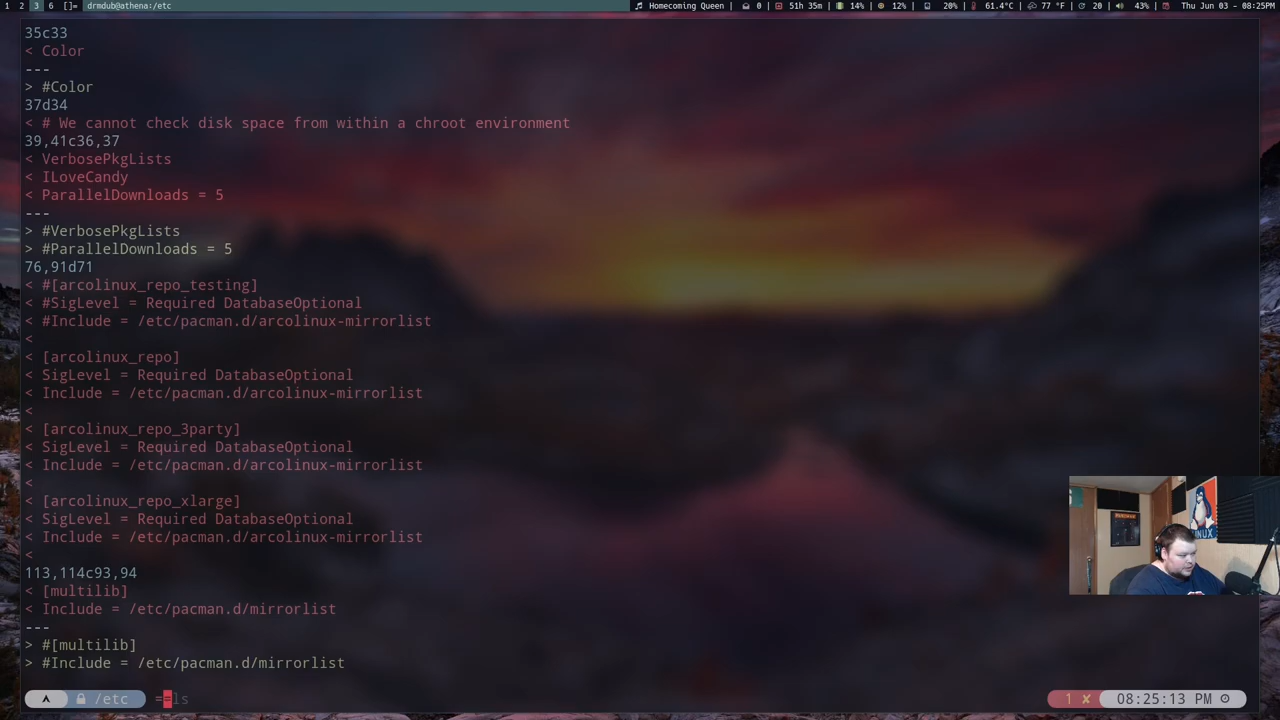 1 2 3 6 []= drmdub@athena:/etc Homecoming Queen | 0 | 51h 35m | 14% | 12% | 20% | 61.4°C | 77 °F | 20 | 43% | Thu Jun 03 - 08:25PM
35c33
< Color
---
> #Color
37d34
< # We cannot check disk space from within a chroot environment
39,41c36,37
< VerbosePkgLists
< ILoveCandy
< ParallelDownloads = 5
---
> #VerbosePkgLists
> #ParallelDownloads = 5
76,91d71
< #[arcolinux_repo_testing]
< #SigLevel = Required DatabaseOptional
< #Include = /etc/pacman.d/arcolinux-mirrorlist
<
< [arcolinux_repo]
< SigLevel = Required DatabaseOptional
< Include = /etc/pacman.d/arcolinux-mirrorlist
<
< [arcolinux_repo_3party]
< SigLevel = Required DatabaseOptional
< Include = /etc/pacman.d/arcolinux-mirrorlist
<
< [arcolinux_repo_xlarge]
< SigLevel = Required DatabaseOptional
< Include = /etc/pacman.d/arcolinux-mirrorlist
<
113,114c93,94
< [multilib]
< Include = /etc/pacman.d/mirrorlist
---
> #[multilib]
> #Include = /etc/pacman.d/mirrorlist
/etc ==ls 1 ✘ 08:25:13 PM